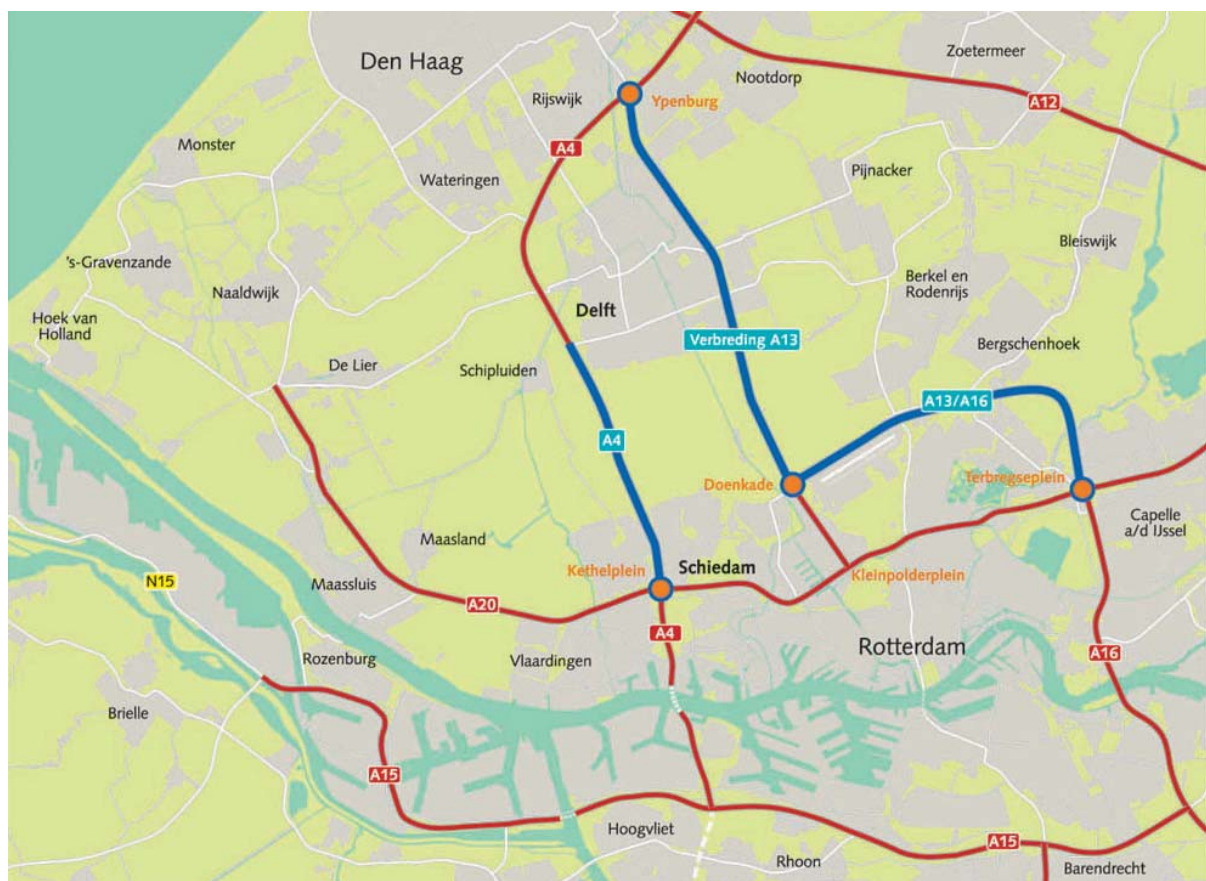 Zoetermeer
Den Haag
Nootdorp
Rijswijk
Ypenburg
A12
Monster
A4
Pijnacker
Wateringen
Bleiswijk
's-Gravenzande
Berkel en
Rodenrijs
Naaldwijk
Delft
Hoek van
Holland
Verbreding A13
Bergschenhoek
De Lier
Schipluiden
A13/A16
A4
Doenkade
Terbregseplein
Capelle
a/d IJssel
Maasland
Schiedam
Kethelplein
Kleinpolderplein
N15
Maassluis
A20
A4
Rotterdam
A16
Rozenburg
Vlaardingen
Brielle
A15
Hoogvliet
A15
Rhoon
Barendrecht